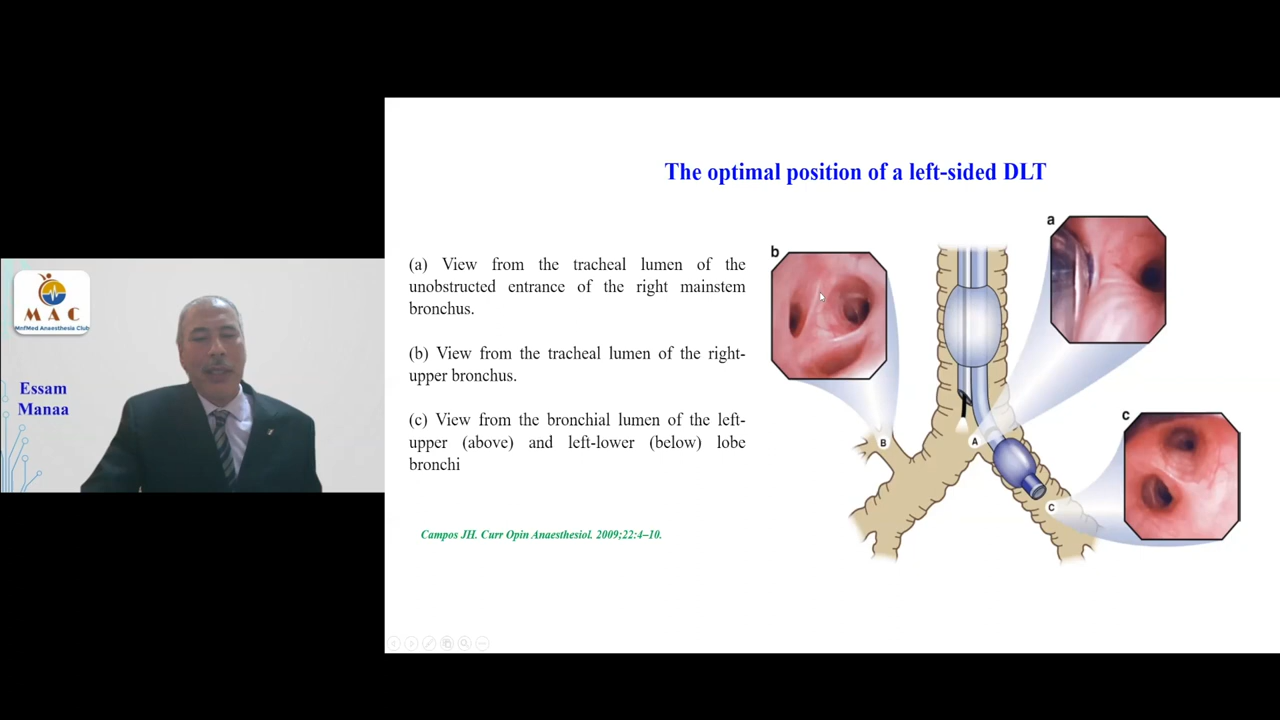 M A C
MnfMed Anaesthesia Club
Essam
Manaa
The optimal position of a left-sided DLT
(a) View from the tracheal lumen of the
unobstructed entrance of the right mainstem
bronchus.
(b) View from the tracheal lumen of the right-
upper bronchus.
(c) View from the bronchial lumen of the left-
upper (above) and left-lower (below) lobe
bronchi
Campos JH. Curr Opin Anaesthesiol. 2009;22:4–10.
a
b
c
B
A
C